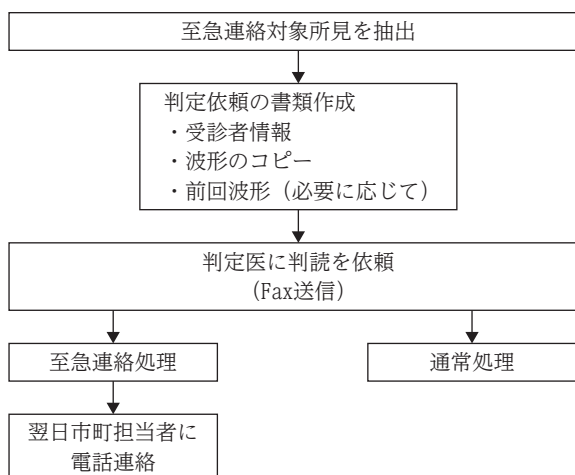 至急連絡対象所見を抽出
判定依頼の書類作成
・受診者情報
・波形のコピー
・前回波形（必要に応じて）
判定医に判読を依頼
（Fax送信）
至急連絡処理
通常処理
翌日市町担当者に
電話連絡